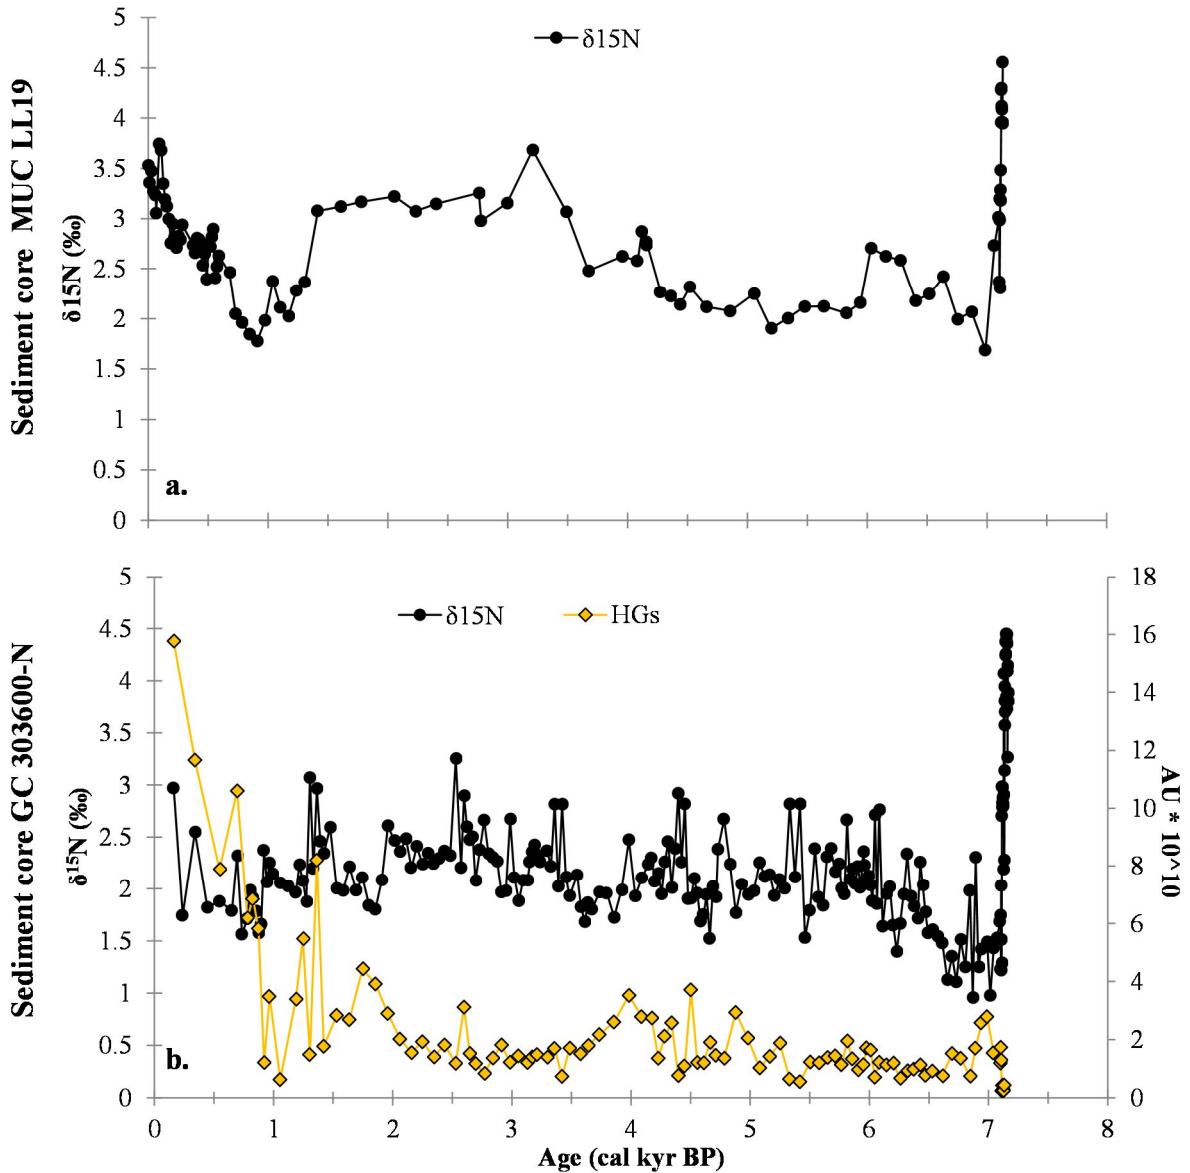 Sediment core MUC LL19
δ15N (‰)
5
4.5
4
3.5
3
2.5
2
1.5
1
0.5
0
δ15N
a.
Sediment core GC 303600-N
δ¹⁵N (‰)
5
4.5
4
3.5
3
2.5
2
1.5
1
0.5
0
δ15N HGs
b.
18
16
14
12
10
8
6
4
2
0
AU * 10^10
0 1 2 3 4 5 6 7 8
Age (cal kyr BP)